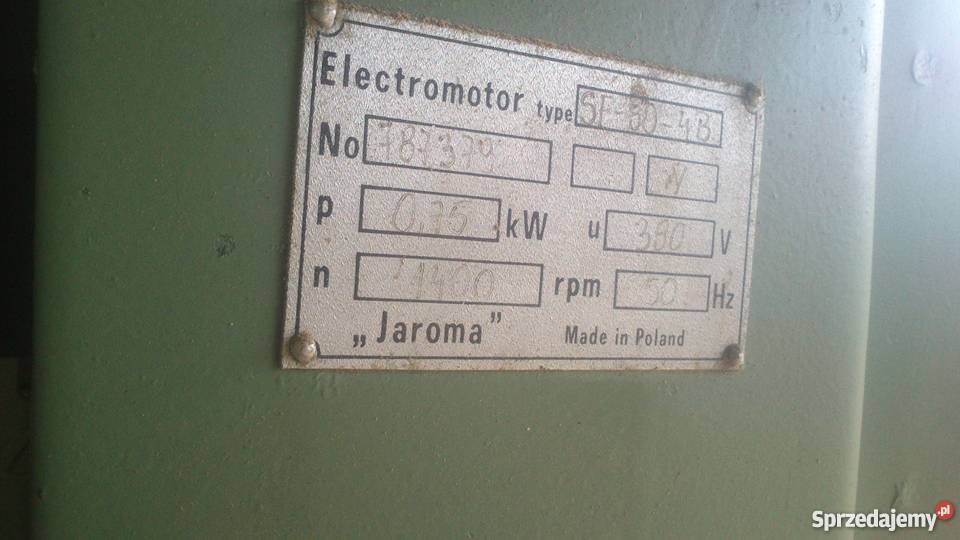 Electromotor type SF-80-4B
No 787379
p 0,75 kW u 380 V
n 1400 rpm 50 Hz
„Jaroma” Made in Poland
Sprzedajemy.pl